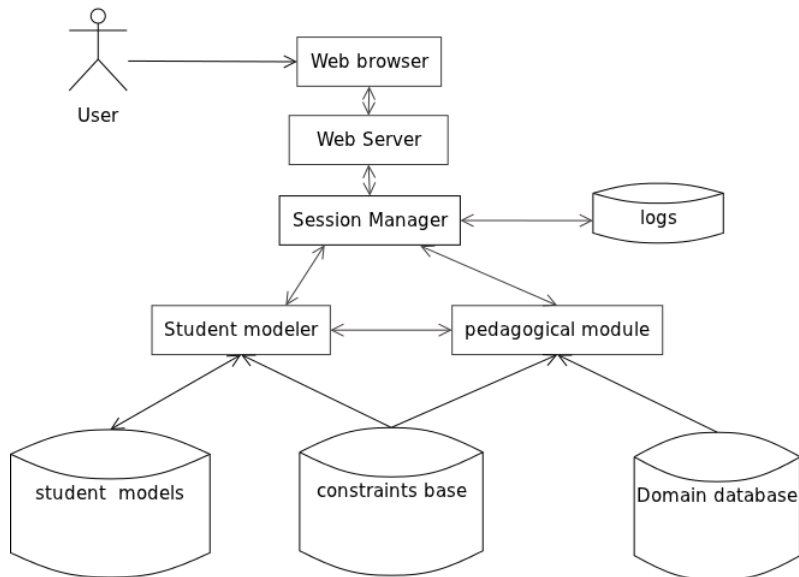 Web browser
User
Web Server
Session Manager
logs
Student modeler
pedagogical module
student models
constraints base
Domain database